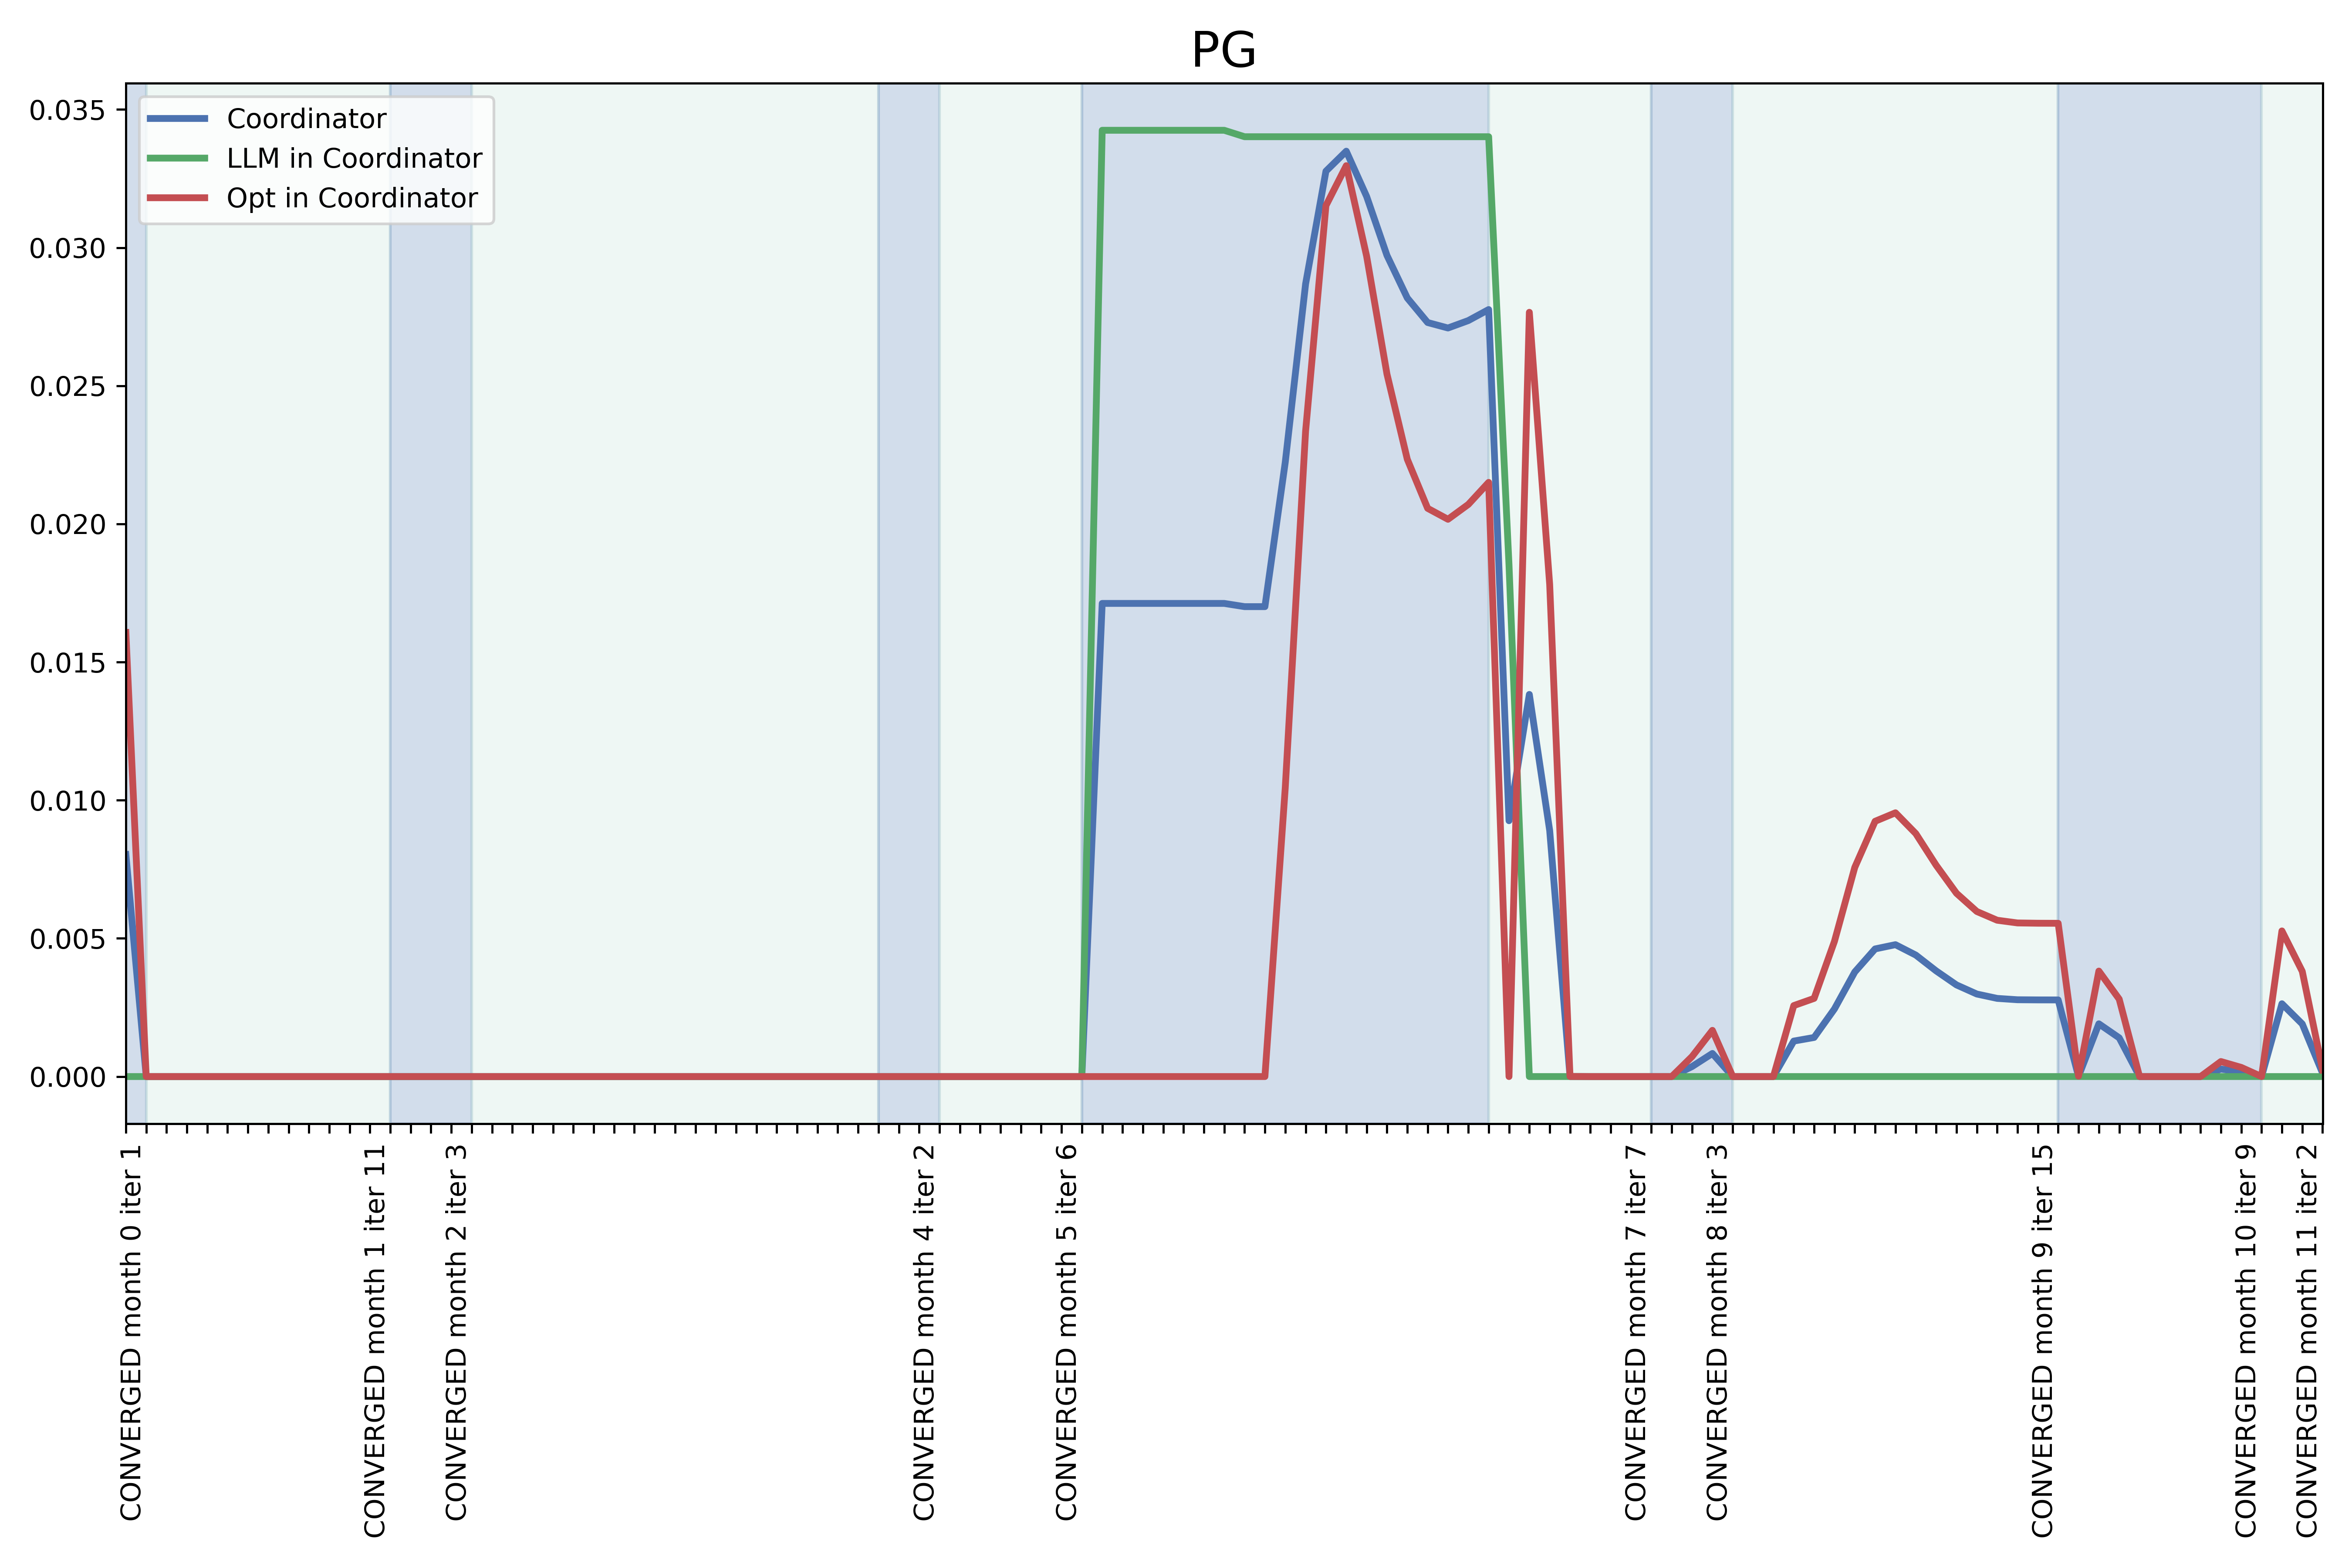 PG
0.035
0.030
0.025
0.020
0.015
0.010
0.005
0.000
Coordinator
LLM in Coordinator
Opt in Coordinator
CONVERGED month 0 iter 1
CONVERGED month 1 iter 11
CONVERGED month 2 iter 3
CONVERGED month 4 iter 2
CONVERGED month 5 iter 6
CONVERGED month 7 iter 7
CONVERGED month 8 iter 3
CONVERGED month 9 iter 15
CONVERGED month 10 iter 9
CONVERGED month 11 iter 2